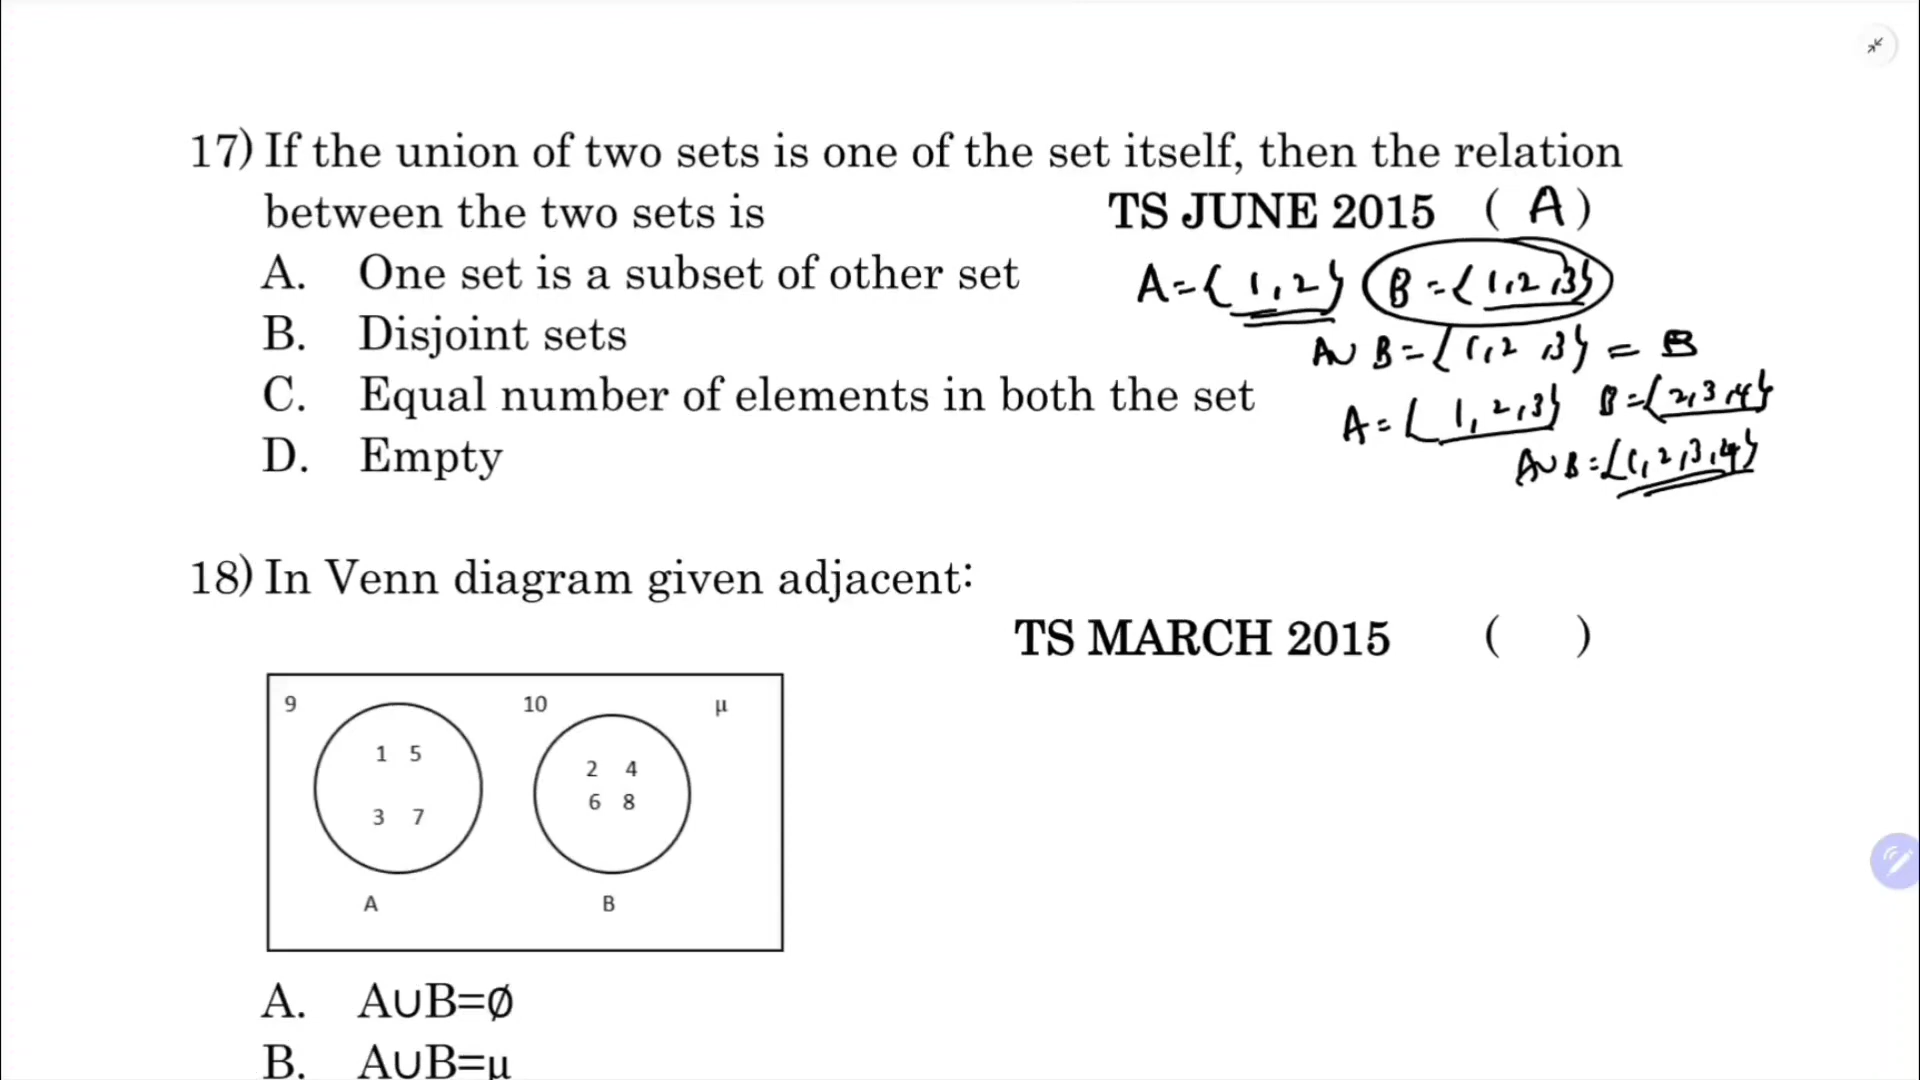 17) If the union of two sets is one of the set itself, then the relation
between the two sets is TS JUNE 2015 ( A )
A. One set is a subset of other set A={1,2} B={1,2,3}
B. Disjoint sets A∪B={1,2,3} = B
C. Equal number of elements in both the set A={1,2,3} B={2,3,4}
D. Empty A∪B={1,2,3,4}
18) In Venn diagram given adjacent:
TS MARCH 2015 ( )
9 10 μ
1 5
2 4
6 8
3 7
A B
A. A∪B=∅
B. A∪B=μ